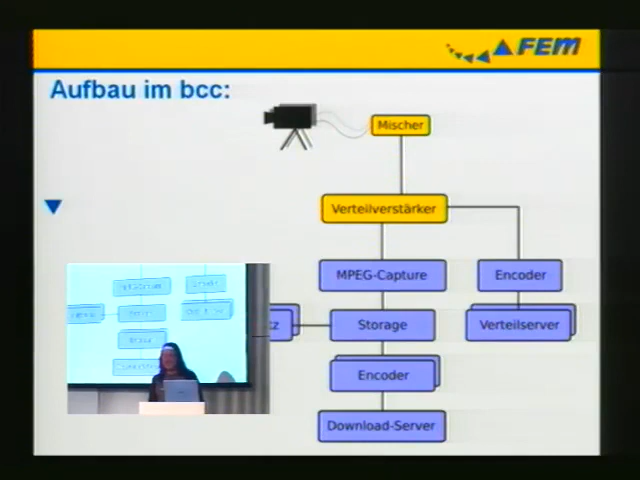 FEM
Aufbau im bcc:
Mischer
Verteilverstärker
MPEG-Capture
Encoder
Storage
Verteilserver
Encoder
Download-Server